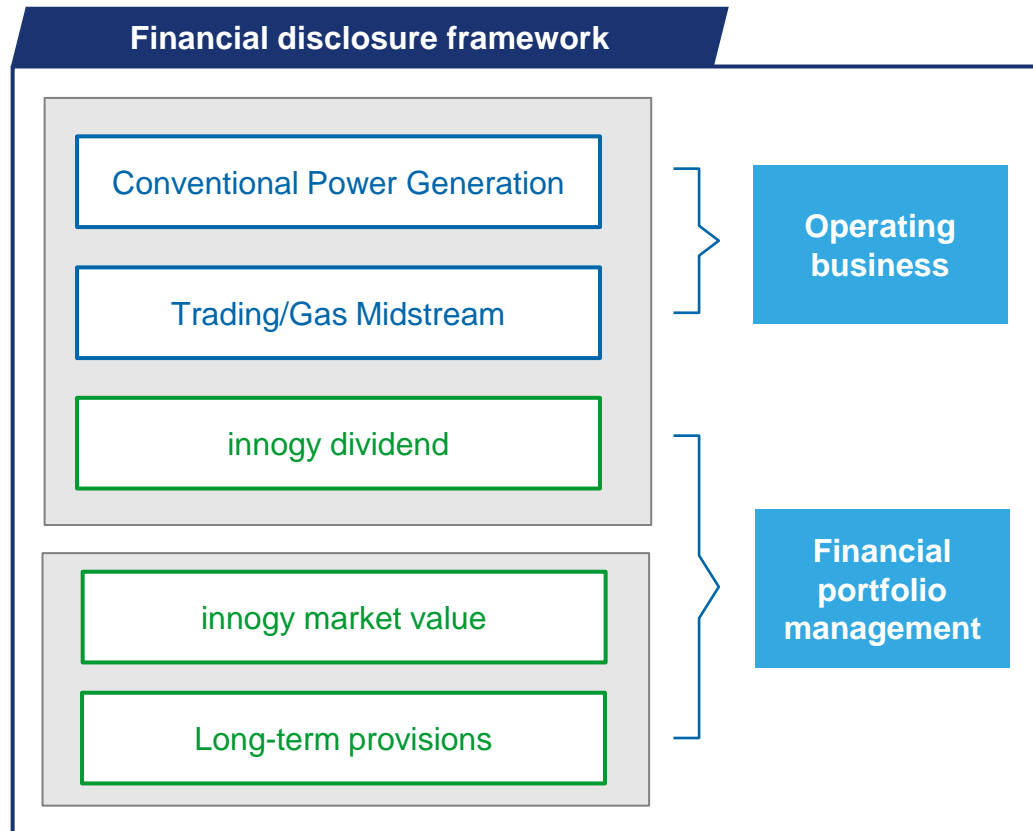 Financial disclosure framework
Conventional Power Generation
Trading/Gas Midstream
innogy dividend
Operating
business
innogy market value
Long-term provisions
Financial
portfolio
management